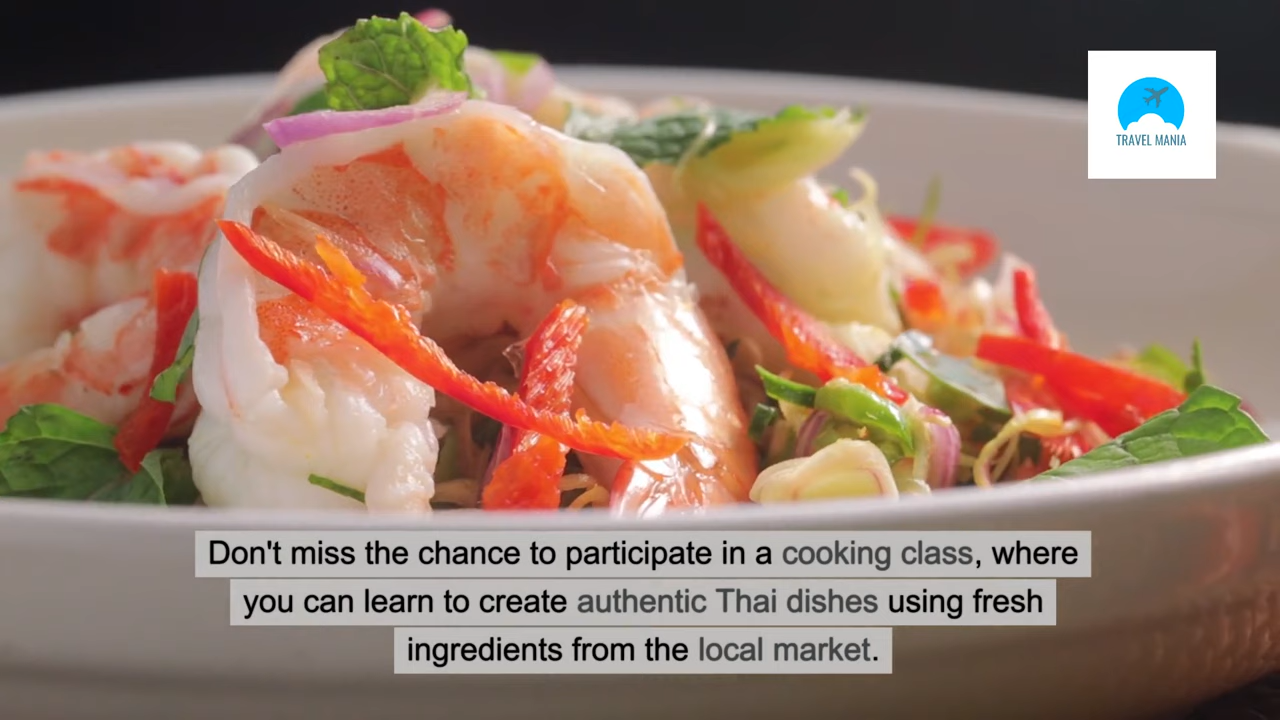 TRAVEL MANIA
Don't miss the chance to participate in a cooking class, where
you can learn to create authentic Thai dishes using fresh
ingredients from the local market.